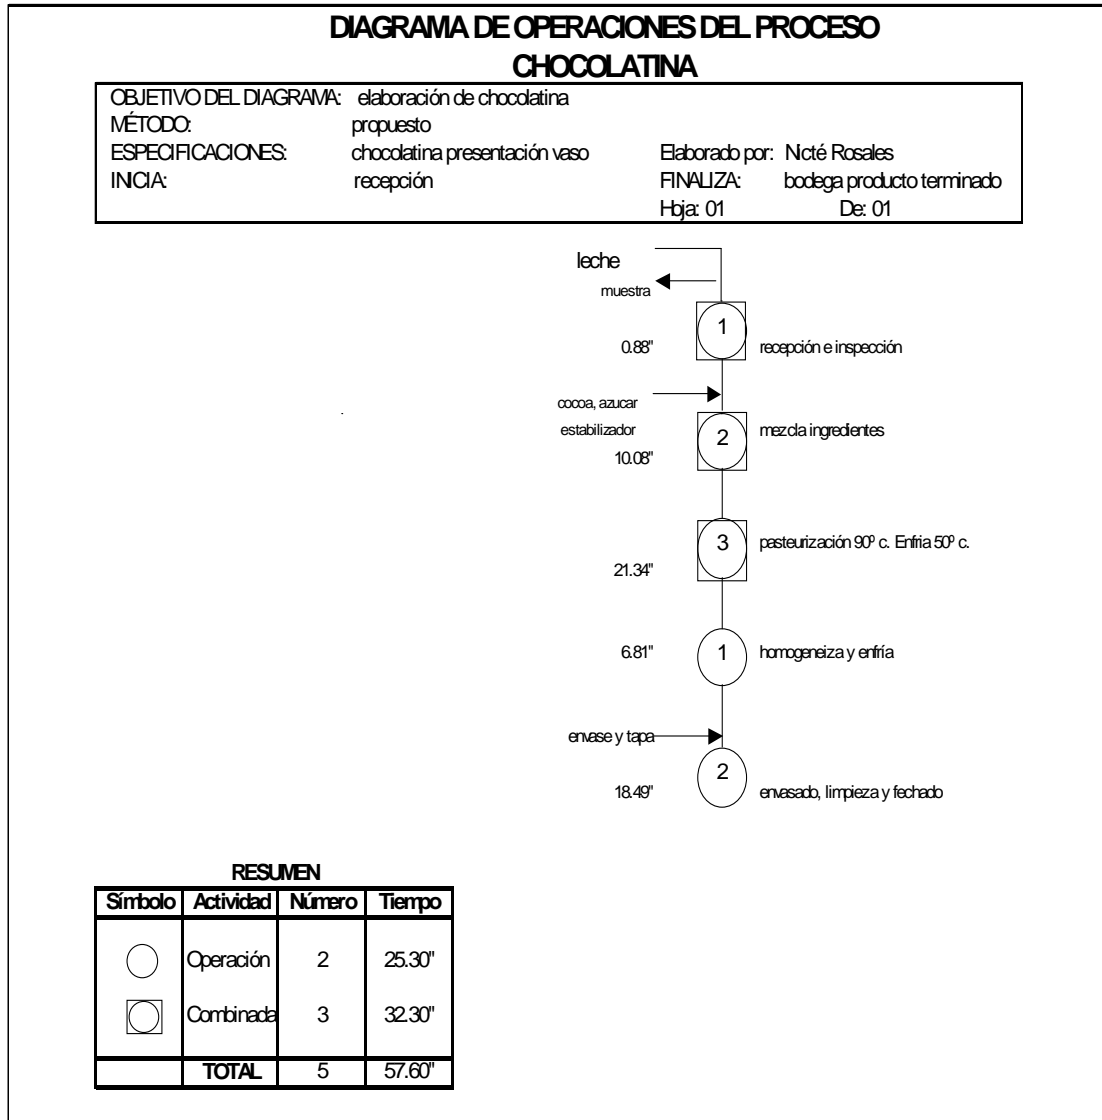 DIAGRAMA DE OPERACIONES DEL PROCESO
CHOCOLATINA
OBJETIVO DEL DIAGRAMA: elaboración de chocolatina
MÉTODO: propuesto
ESPECIFICACIONES: chocolatina presentación vaso Elaborado por: Nicté Rosales
INICIA: recepción FINALIZA: bodega producto terminado
Hoja: 01 De: 01
leche
muestra
1
0.88" recepción e inspección
cocoa, azucar
estabilizador
2 mezcla ingredientes
10.08"
3 pasteurización 90º c. Enfria 50º c.
21.34"
6.81" 1 homogeneiza y enfría
envase y tapa
2
18.49" envasado, limpieza y fechado
RESUMEN
Símbolo Actividad Número Tiempo
Operación 2 25.30"
Combinada 3 32.30"
TOTAL 5 57.60"